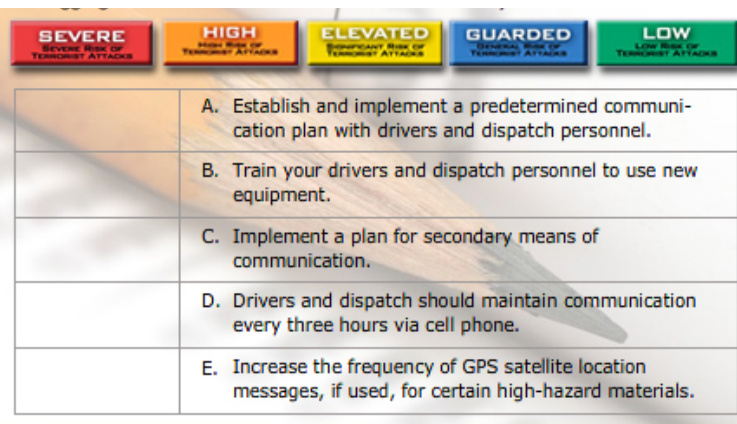 SEVERE
SEVERE RISK OF
TERRORIST ATTACKS
HIGH
HIGH RISK OF
TERRORIST ATTACKS
ELEVATED
SIGNIFICANT RISK OF
TERRORIST ATTACKS
GUARDED
GENERAL RISK OF
TERRORIST ATTACKS
LOW
LOW RISK OF
TERRORIST ATTACKS
A. Establish and implement a predetermined communi-
cation plan with drivers and dispatch personnel.
B. Train your drivers and dispatch personnel to use new
equipment.
C. Implement a plan for secondary means of
communication.
D. Drivers and dispatch should maintain communication
every three hours via cell phone.
E. Increase the frequency of GPS satellite location
messages, if used, for certain high-hazard materials.